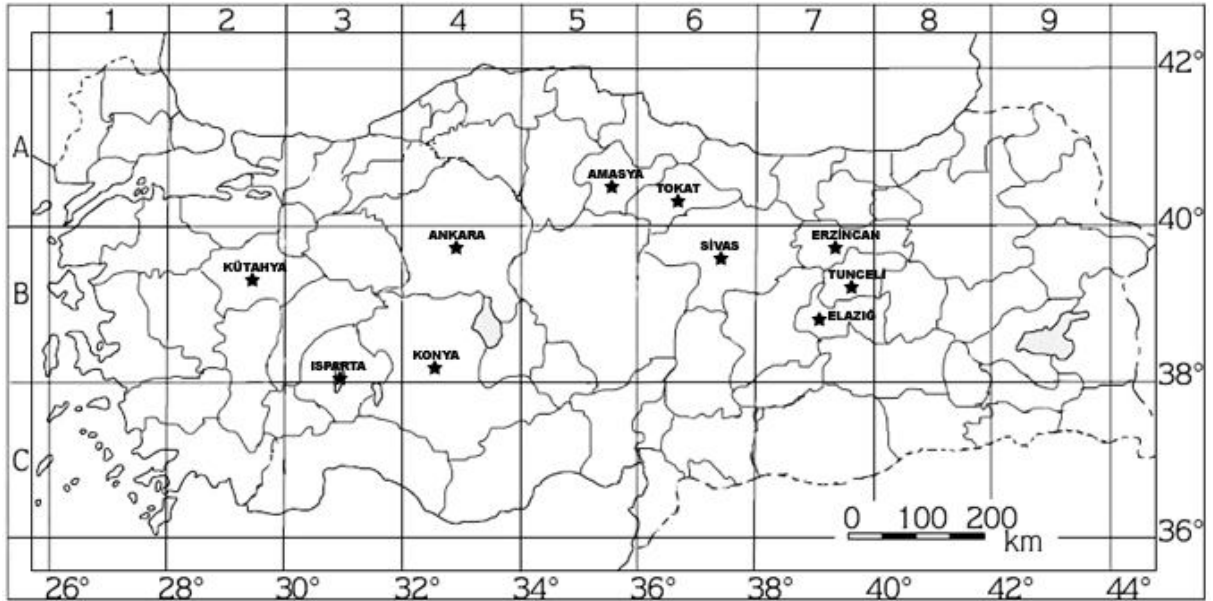 1 2 3 4 5 6 7 8 9
42°
A
AMASYA
TOKAT
40°
ANKARA
SİVAS
ERZİNCAN
KÜTAHYA
TUNCELİ
B
ELAZIĞ
KONYA
ISPARTA
38°
C
0 100 200
km
36°
26° 28° 30° 32° 34° 36° 38° 40° 42° 44°